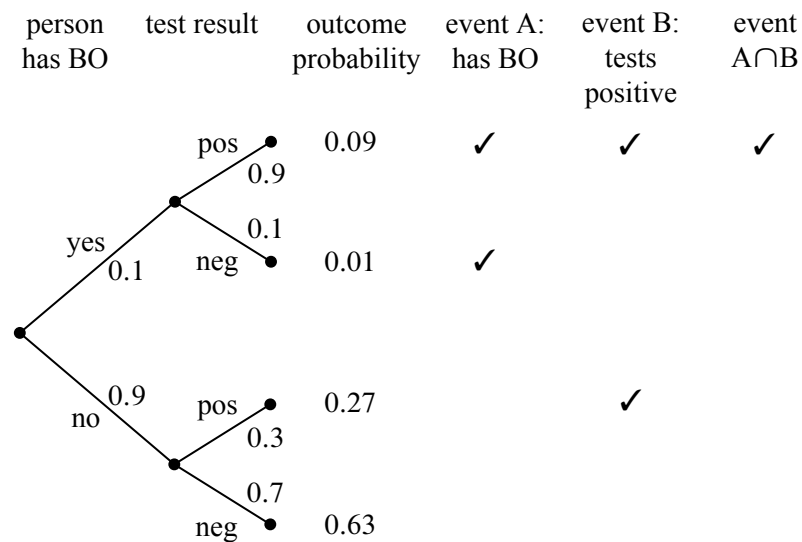 person test result outcome event A: event B: event
has BO probability has BO tests A∩B
positive
pos 0.09 ✓ ✓ ✓
0.9
yes 0.1
0.1 neg 0.01 ✓
0.9 pos 0.27 ✓
no 0.3
0.7
neg 0.63